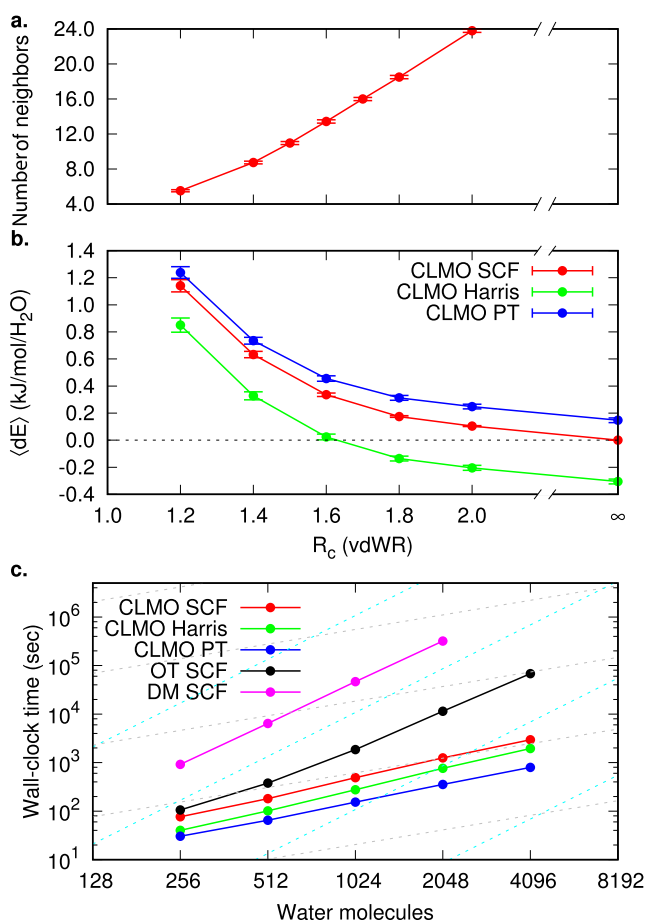 a.
Number of neighbors
24.0
20.0
16.0
12.0
8.0
4.0
b.
⟨dE⟩ (kJ/mol/H₂O)
1.4
1.2
1.0
0.8
0.6
0.4
0.2
0.0
-0.2
-0.4
CLMO SCF
CLMO Harris
CLMO PT
1.0 1.2 1.4 1.6 1.8 2.0 ∞
R_c (vdWR)
c.
Wall-clock time (sec)
10⁶
10⁵
10⁴
10³
10²
10¹
CLMO SCF
CLMO Harris
CLMO PT
OT SCF
DM SCF
128 256 512 1024 2048 4096 8192
Water molecules